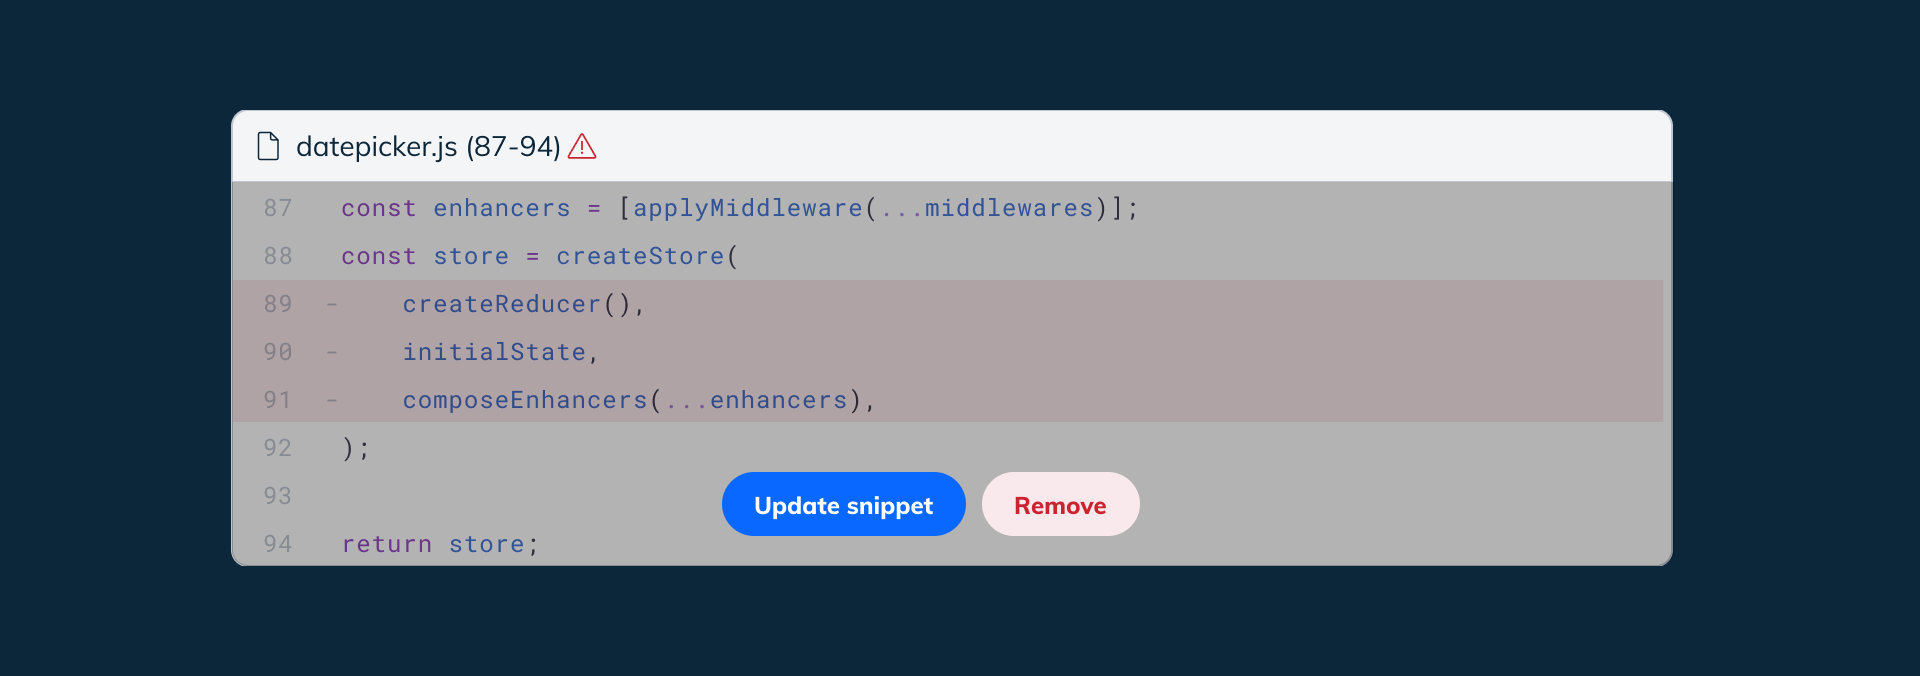 datepicker.js (87-94)
87 const enhancers = [applyMiddleware(...middlewares)];
88 const store = createStore(
89 - createReducer(),
90 - initialState,
91 - composeEnhancers(...enhancers),
92 );
93
94 return store;
Update snippet Remove